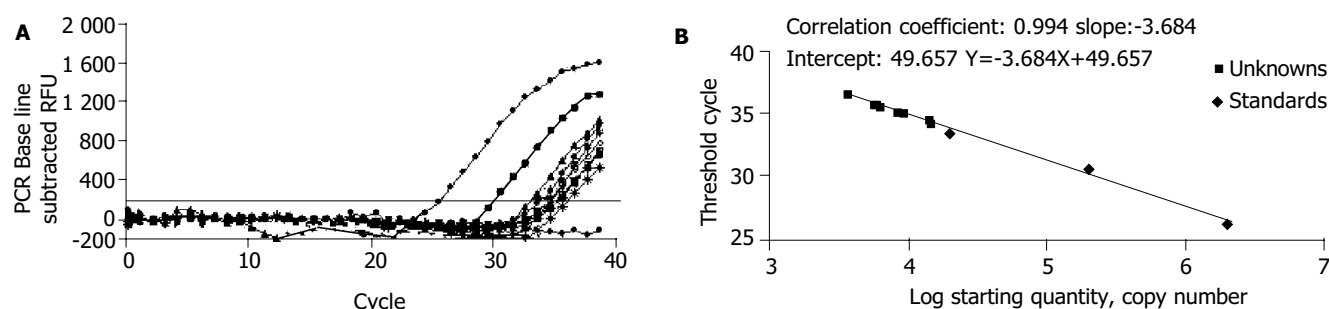 A
PCR Base line
subtracted RFU
2 000
1 600
1 200
800
400
0
-200
0
10
20
30
40
Cycle
B
Correlation coefficient: 0.994 slope:-3.684
Intercept: 49.657 Y=-3.684X+49.657
Threshold cycle
40
35
30
25
3
4
5
6
7
Log starting quantity, copy number
Unknowns
Standards